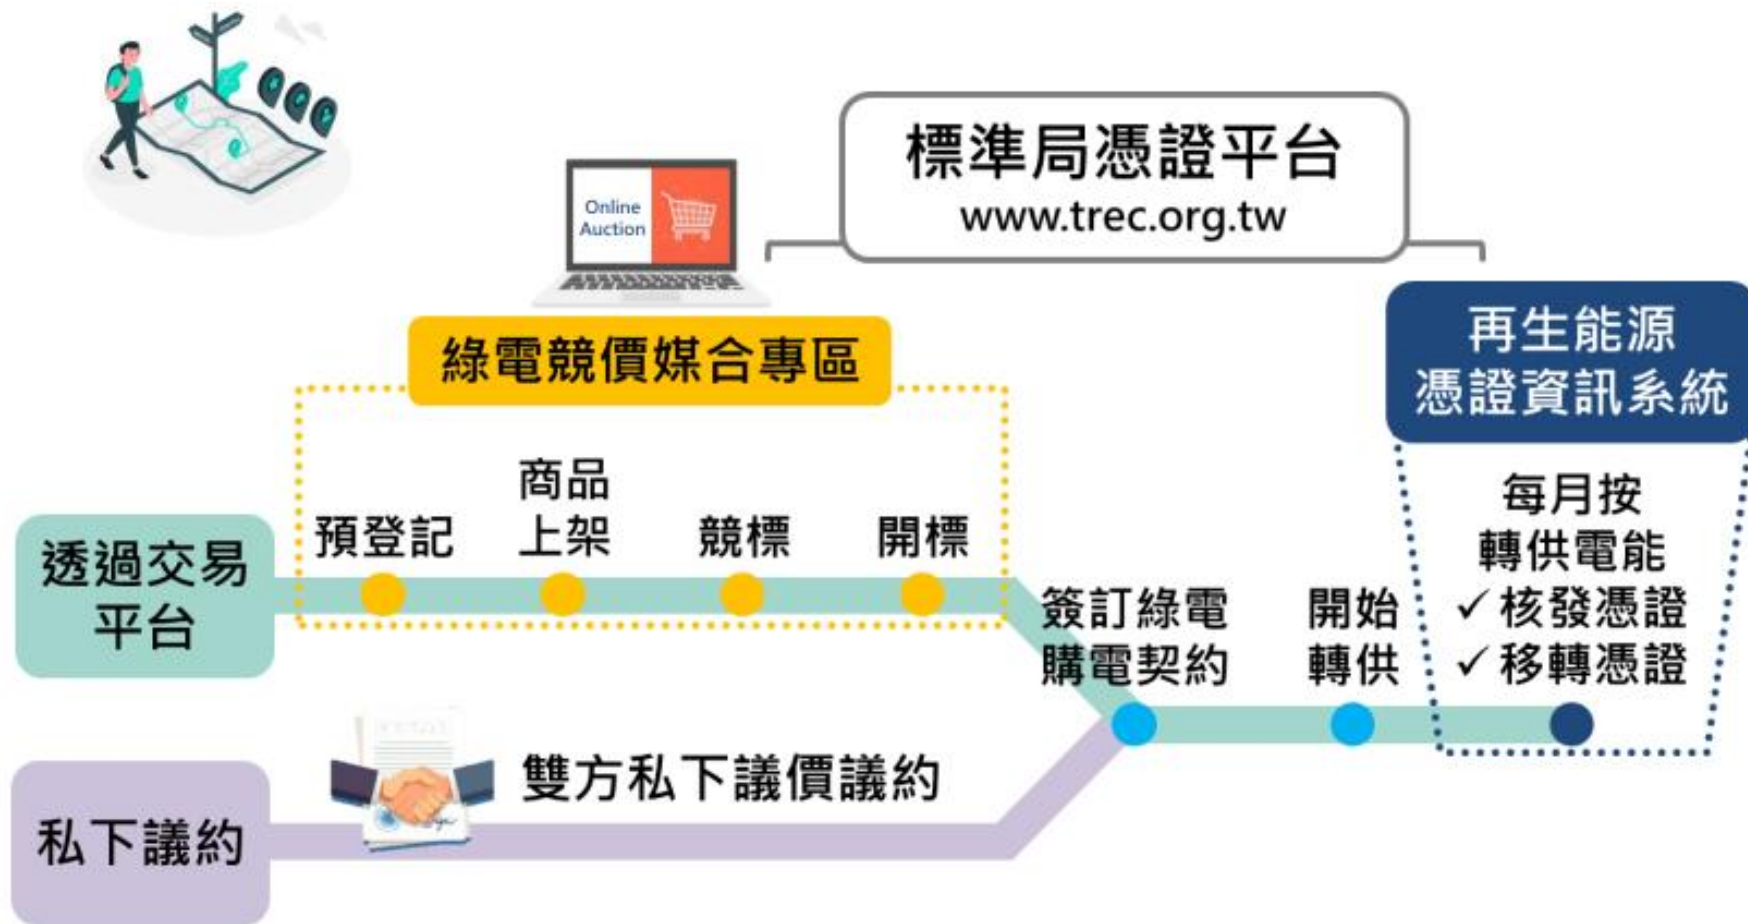 標準局憑證平台
www.trec.org.tw
Online
Auction
綠電競價媒合專區
再生能源
憑證資訊系統
透過交易
平台
預登記
商品
上架
競標
開標
簽訂綠電
購電契約
開始
轉供
每月按
轉供電能
✓核發憑證
✓移轉憑證
私下議約
雙方私下議價議約